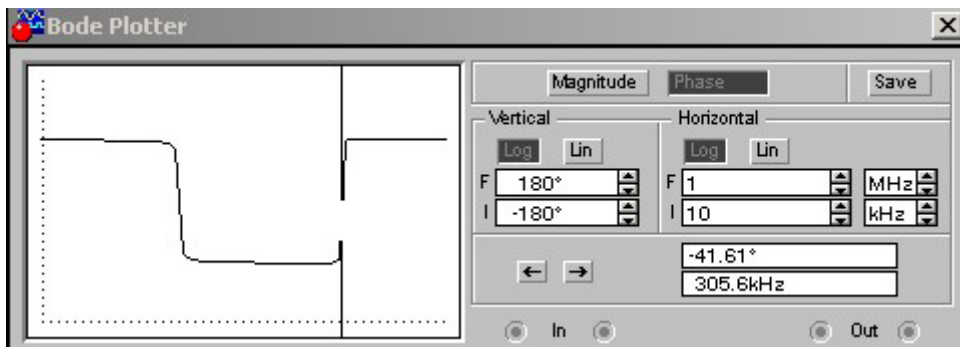 Bode Plotter
Magnitude Phase Save
Vertical Horizontal
Log Lin Log Lin
F 180° F 1 MHz
I -180° I 10 kHz
← → -41.61°
305.6kHz
In Out